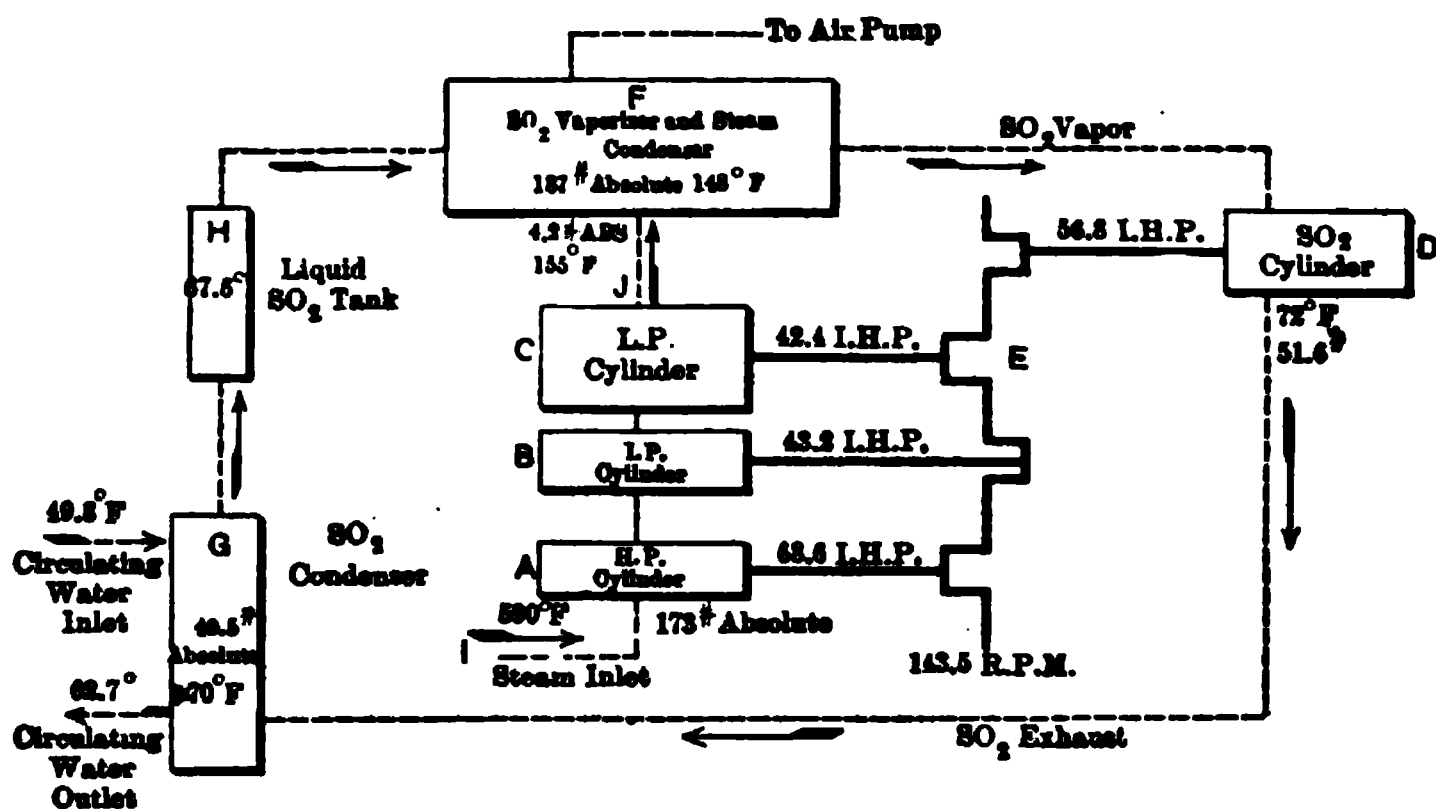 To Air Pump
F
SO2 Vaporizer and Steam
Condenser
137# Absolute 148° F
SO2 Vapor
H
67.5°
Liquid
SO2 Tank
4.2# ABS
155° F
J
56.8 I.H.P.
SO2
Cylinder
D
72° F
51.6#
C
L.P.
Cylinder
42.4 I.H.P.
E
B
I.P.
Cylinder
43.2 I.H.P.
49.8° F
Circulating
Water
Inlet
G
SO2
Condenser
A
H.P.
Cylinder
I.H.P.
590° F
173# Absolute
Steam Inlet
143.5 R.P.M.
49.5#
Absolute
70° F
62.7°
Circulating
Water
Outlet
SO2 Exhaust